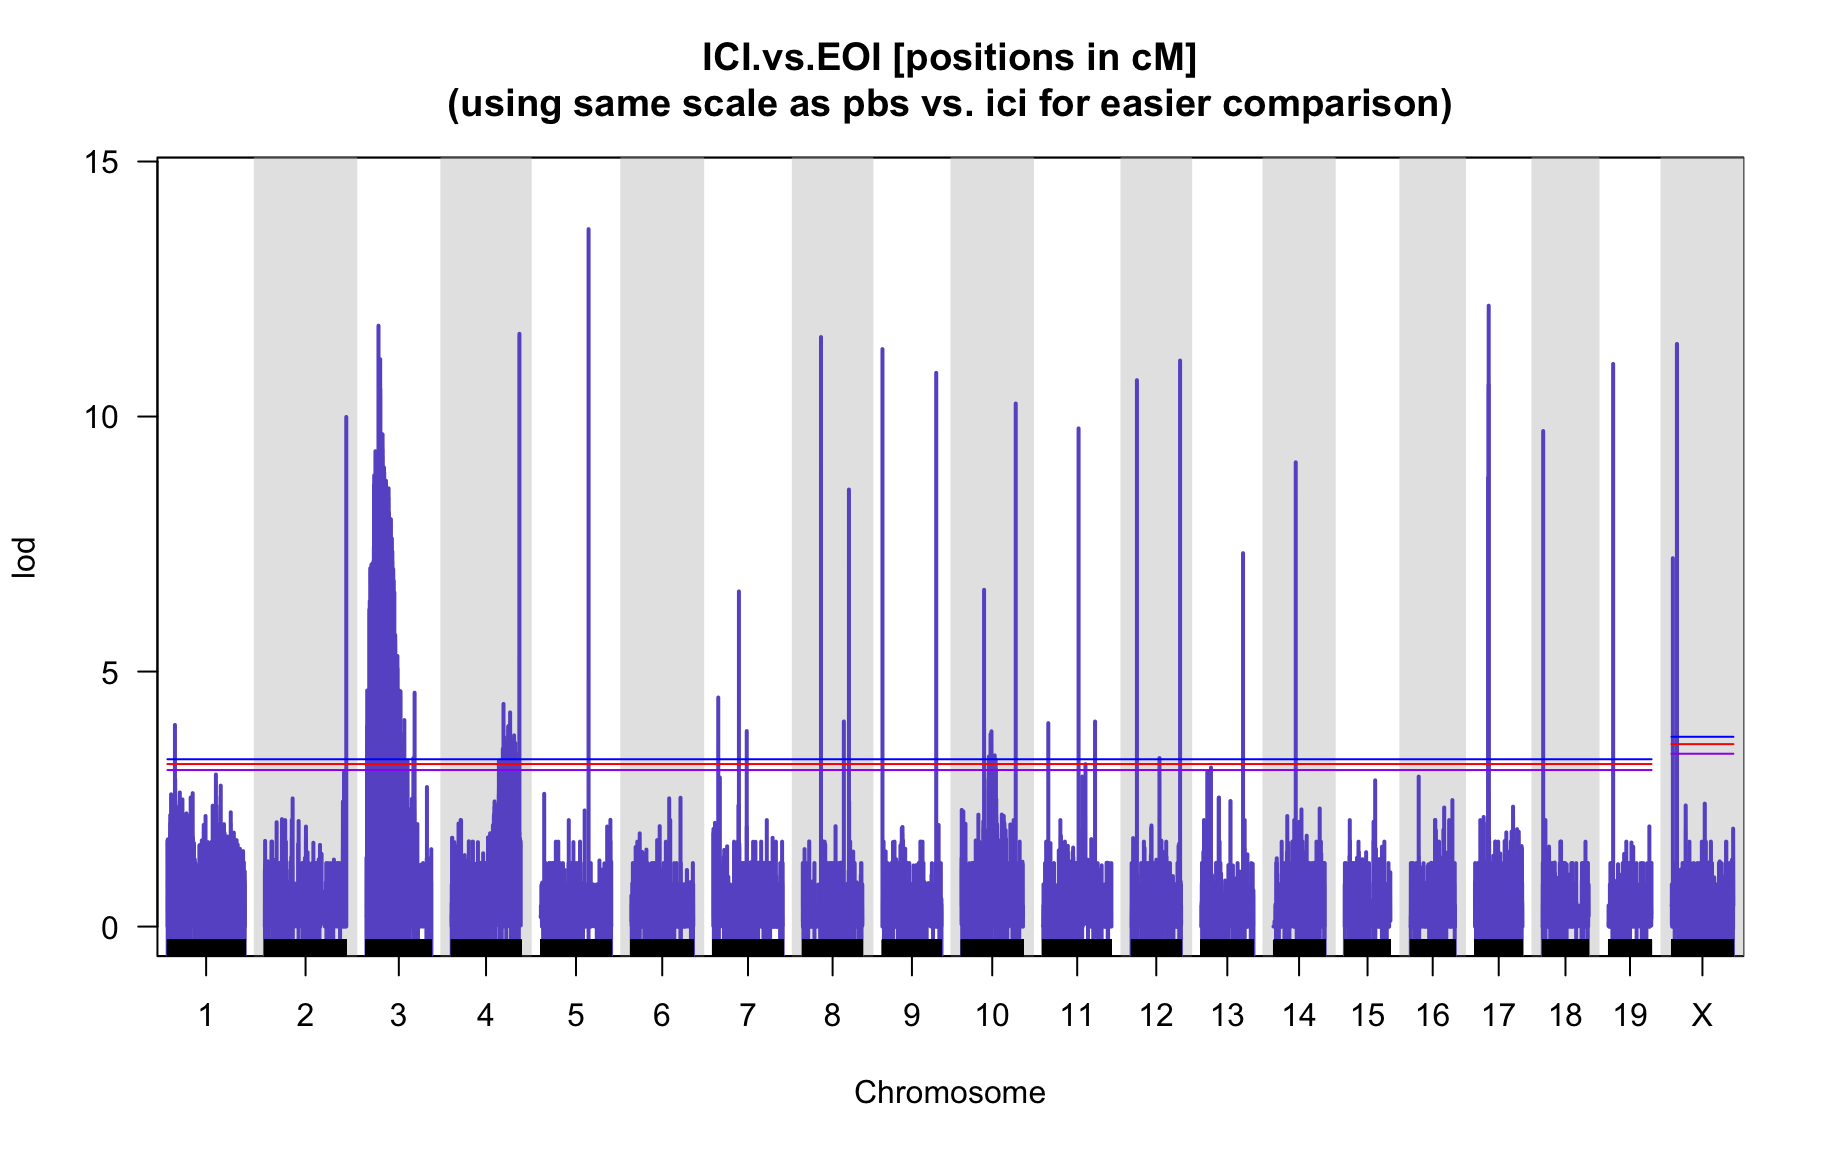 ICI.vs.EOI [positions in cM]
(using same scale as pbs vs. ici for easier comparison)
15
10
5
0
lod
1 2 3 4 5 6 7 8 9 10 11 12 13 14 15 16 17 18 19 X
Chromosome